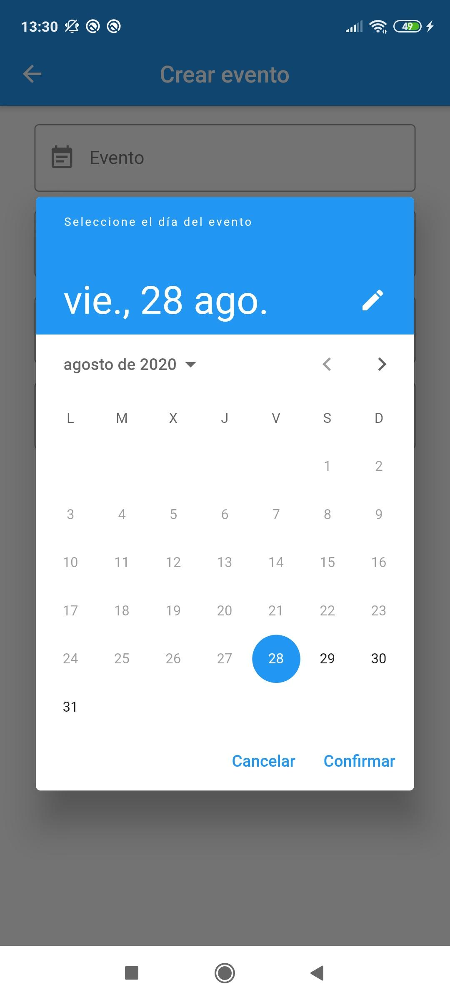 13:30 49
Crear evento
Evento
Seleccione el día del evento
vie., 28 ago.
agosto de 2020
L M X J V S D
1 2
3 4 5 6 7 8 9
10 11 12 13 14 15 16
17 18 19 20 21 22 23
24 25 26 27 28 29 30
31
Cancelar Confirmar